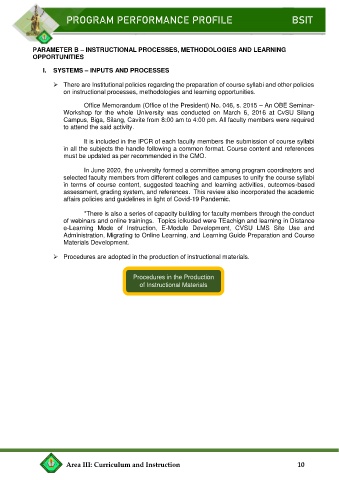 PROGRAM PERFORMANCE PROFILE BSIT
PARAMETER B – INSTRUCTIONAL PROCESSES, METHODOLOGIES AND LEARNING
OPPORTUNITIES
I. SYSTEMS – INPUTS AND PROCESSES
➢ There are Institutional policies regarding the preparation of course syllabi and other policies
on instructional processes, methodologies and learning opportunities.
Office Memorandum (Office of the President) No. 046, s. 2015 – An OBE Seminar-
Workshop for the whole University was conducted on March 6, 2016 at CvSU Silang
Campus, Biga, Silang, Cavite from 8:00 am to 4:00 pm. All faculty members were required
to attend the said activity.
It is included in the IPCR of each faculty members the submission of course syllabi
in all the subjects the handle following a common format. Course content and references
must be updated as per recommended in the CMO.
In June 2020, the university formed a committee among program coordinators and
selected faculty members from different colleges and campuses to unify the course syllabi
in terms of course content, suggested teaching and learning activities, outcomes-based
assessment, grading system, and references. This review also incorporated the academic
affairs policies and guidelines in light of Covid-19 Pandemic.
"There is also a series of capacity building for faculty members through the conduct
of webinars and online trainings. Topics iclkuded were TEachign and learning in Distance
e-Learning Mode of Instruction, E-Module Development, CVSU LMS Site Use and
Administration, Migrating to Online Learning, and Learning Guide Preparation and Course
Materials Development.
➢ Procedures are adopted in the production of instructional materials.
Procedures in the Production
of Instructional Materials
Area III: Curriculum and Instruction 10